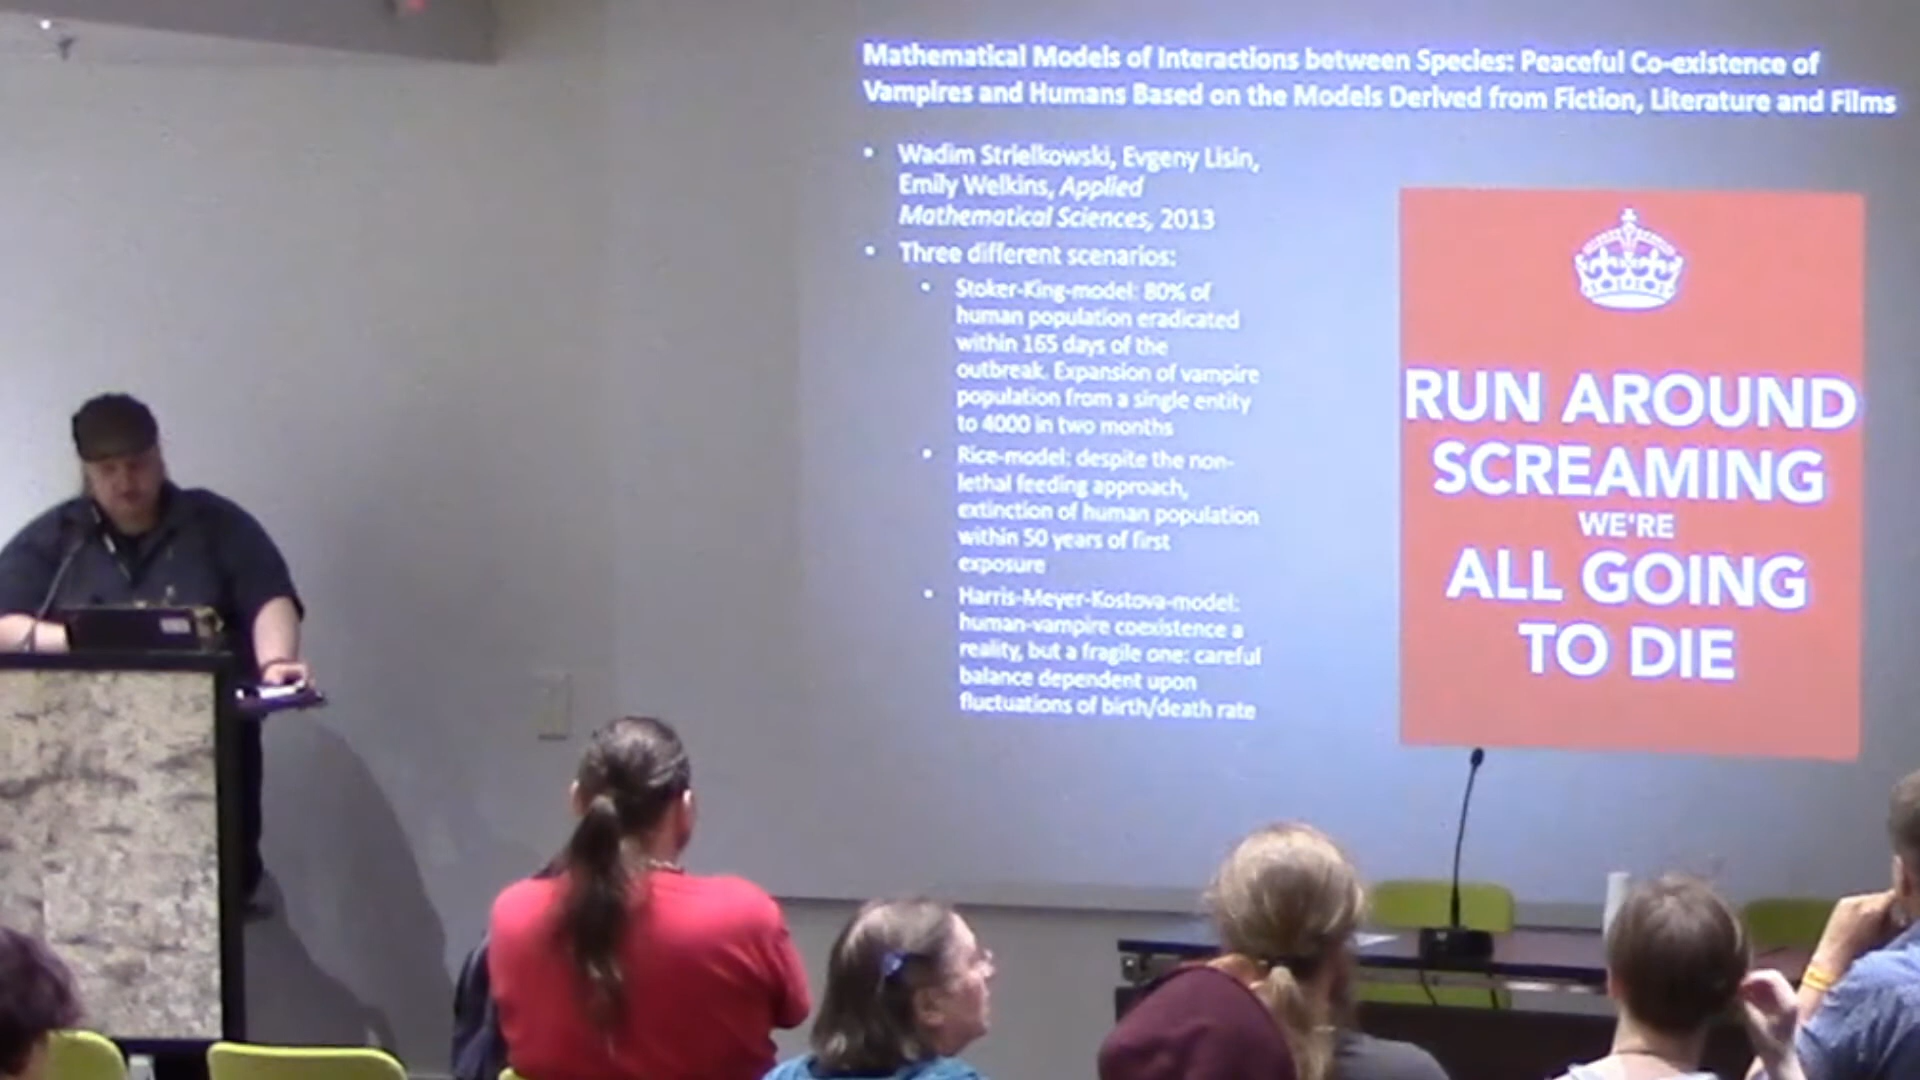 Mathematical Models of Interactions between Species: Peaceful Co-existence of
Vampires and Humans Based on the Models Derived from Fiction, Literature and Films
• Wadim Strielkowski, Evgeny Lisin,
Emily Welkins, Applied
Mathematical Sciences, 2013
• Three different scenarios:
• Stoker-King-model: 80% of
human population eradicated
within 165 days of the
outbreak. Expansion of vampire
population from a single entity
to 4000 in two months
• Rice-model: despite the non-
lethal feeding approach,
extinction of human population
within 50 years of first
exposure
• Harris-Meyer-Kostova-model:
human-vampire coexistence a
reality, but a fragile one: careful
balance dependent upon
fluctuations of birth/death rate
RUN AROUND
SCREAMING
WE'RE
ALL GOING
TO DIE